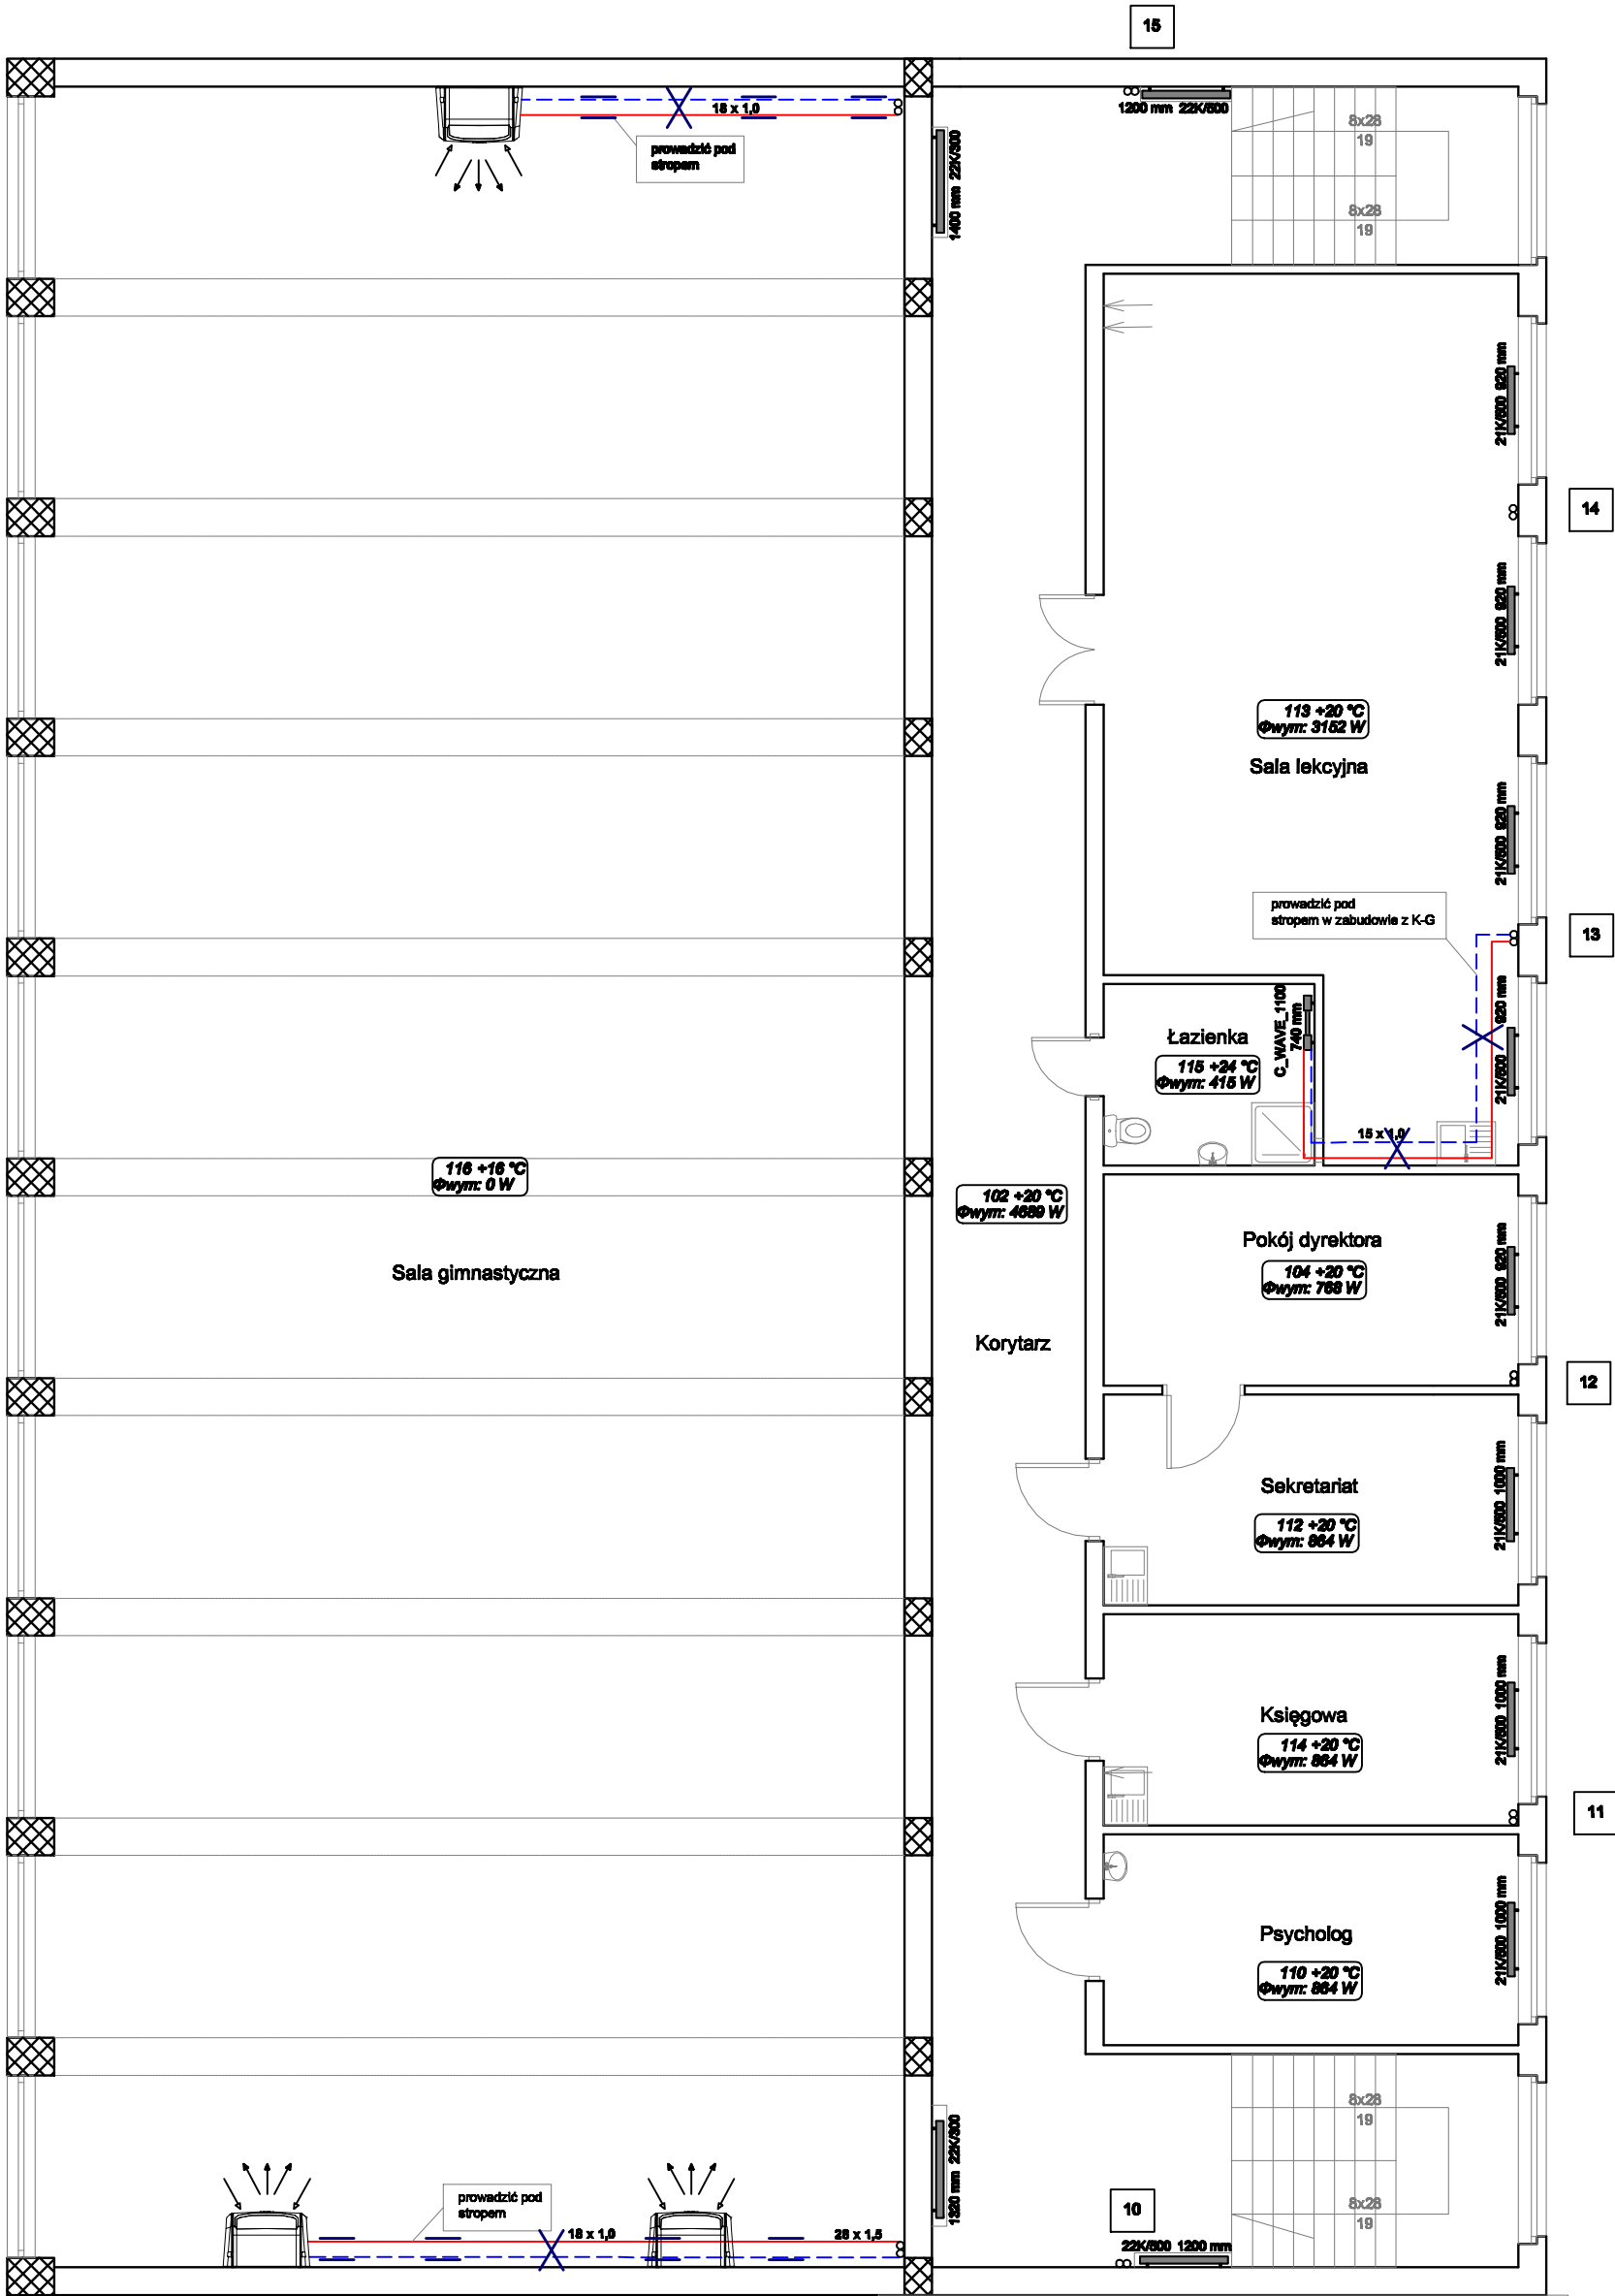 15
18 x 1,0
prowadzić pod
stropem
1200 mm 22K/600
8x28
19
1400 mm 22K/300
8x28
19
21K/600 920 mm
14
21K/600 920 mm
113 +20 °C
Φwym: 3152 W
Sala lekcyjna
21K/600 920 mm
prowadzić pod
stropem w zabudowie z K-G
13
C_WAVE_1100
740 mm
Łazienka
115 +24 °C
Φwym: 415 W
21K/600 920 mm
15 x 1,0
116 +16 °C
Φwym: 0 W
102 +20 °C
Φwym: 4689 W
Pokój dyrektora
104 +20 °C
Φwym: 768 W
21K/600 920 mm
Sala gimnastyczna
Korytarz
12
Sekretariat
112 +20 °C
Φwym: 864 W
21K/600 1000 mm
Księgowa
114 +20 °C
Φwym: 864 W
21K/600 1000 mm
11
Psycholog
110 +20 °C
Φwym: 864 W
21K/600 1000 mm
8x28
19
1320 mm 22K/300
prowadzić pod
stropem
10
8x28
19
18 x 1,0
28 x 1,5
22K/600 1200 mm